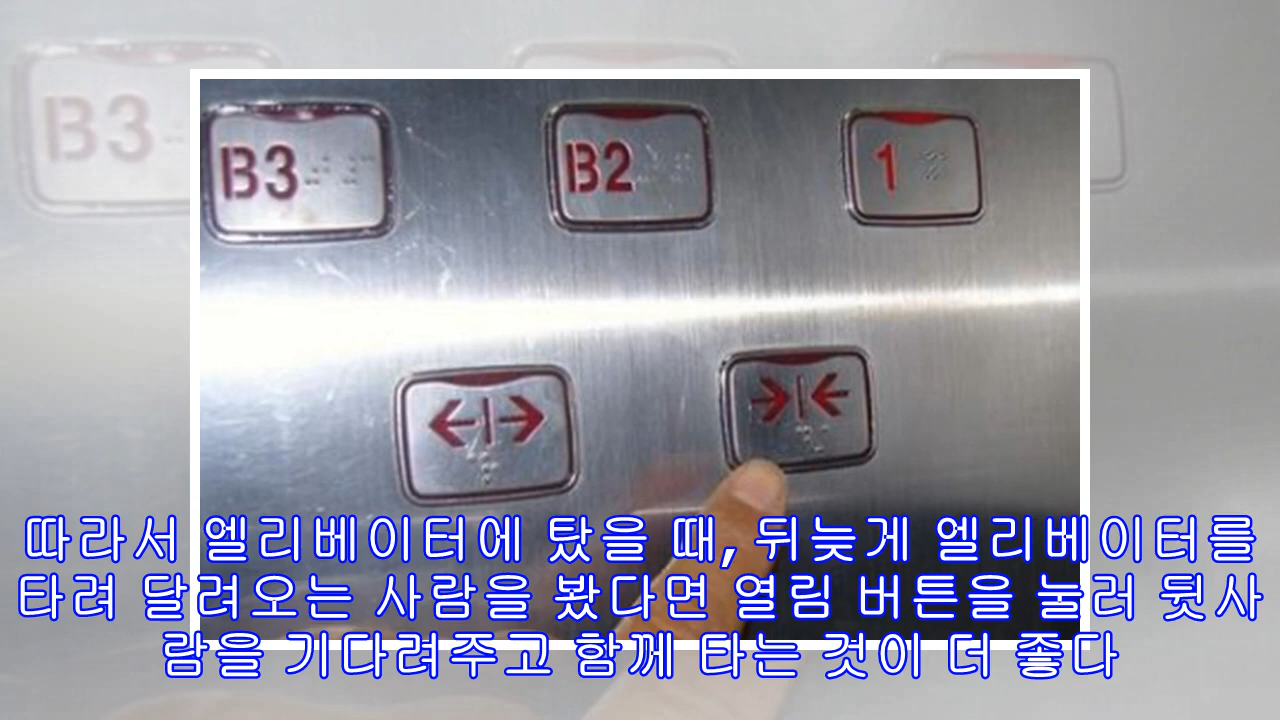 B3 B2 1
따라서 엘리베이터에 탔을 때, 뒤늦게 엘리베이터를
타려 달려오는 사람을 봤다면 열림 버튼을 눌러 뒷사
람을 기다려주고 함께 타는 것이 더 좋다